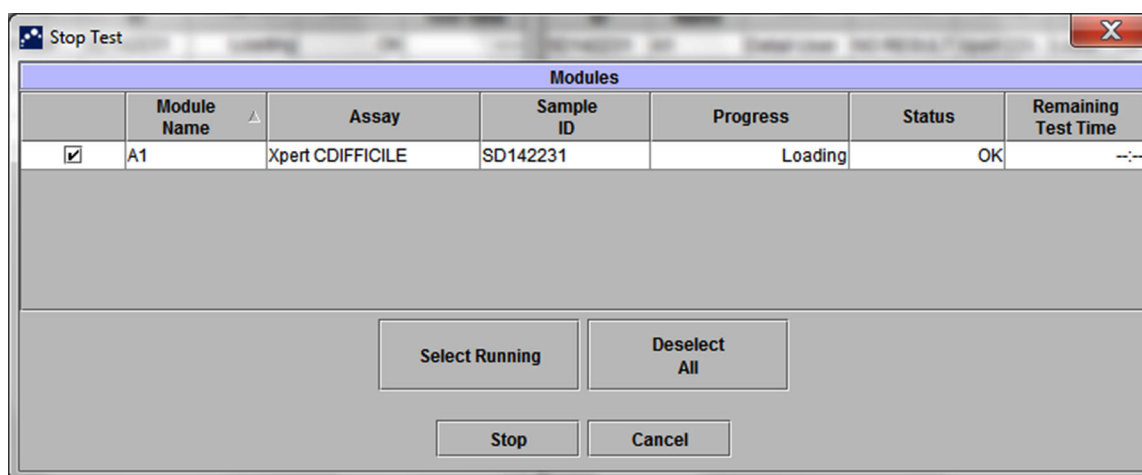 Stop Test
Modules
Module Name Assay Sample ID Progress Status Remaining Test Time
A1 Xpert CDIFFICILE SD142231 Loading OK --:--
Select Running
Deselect All
Stop Cancel